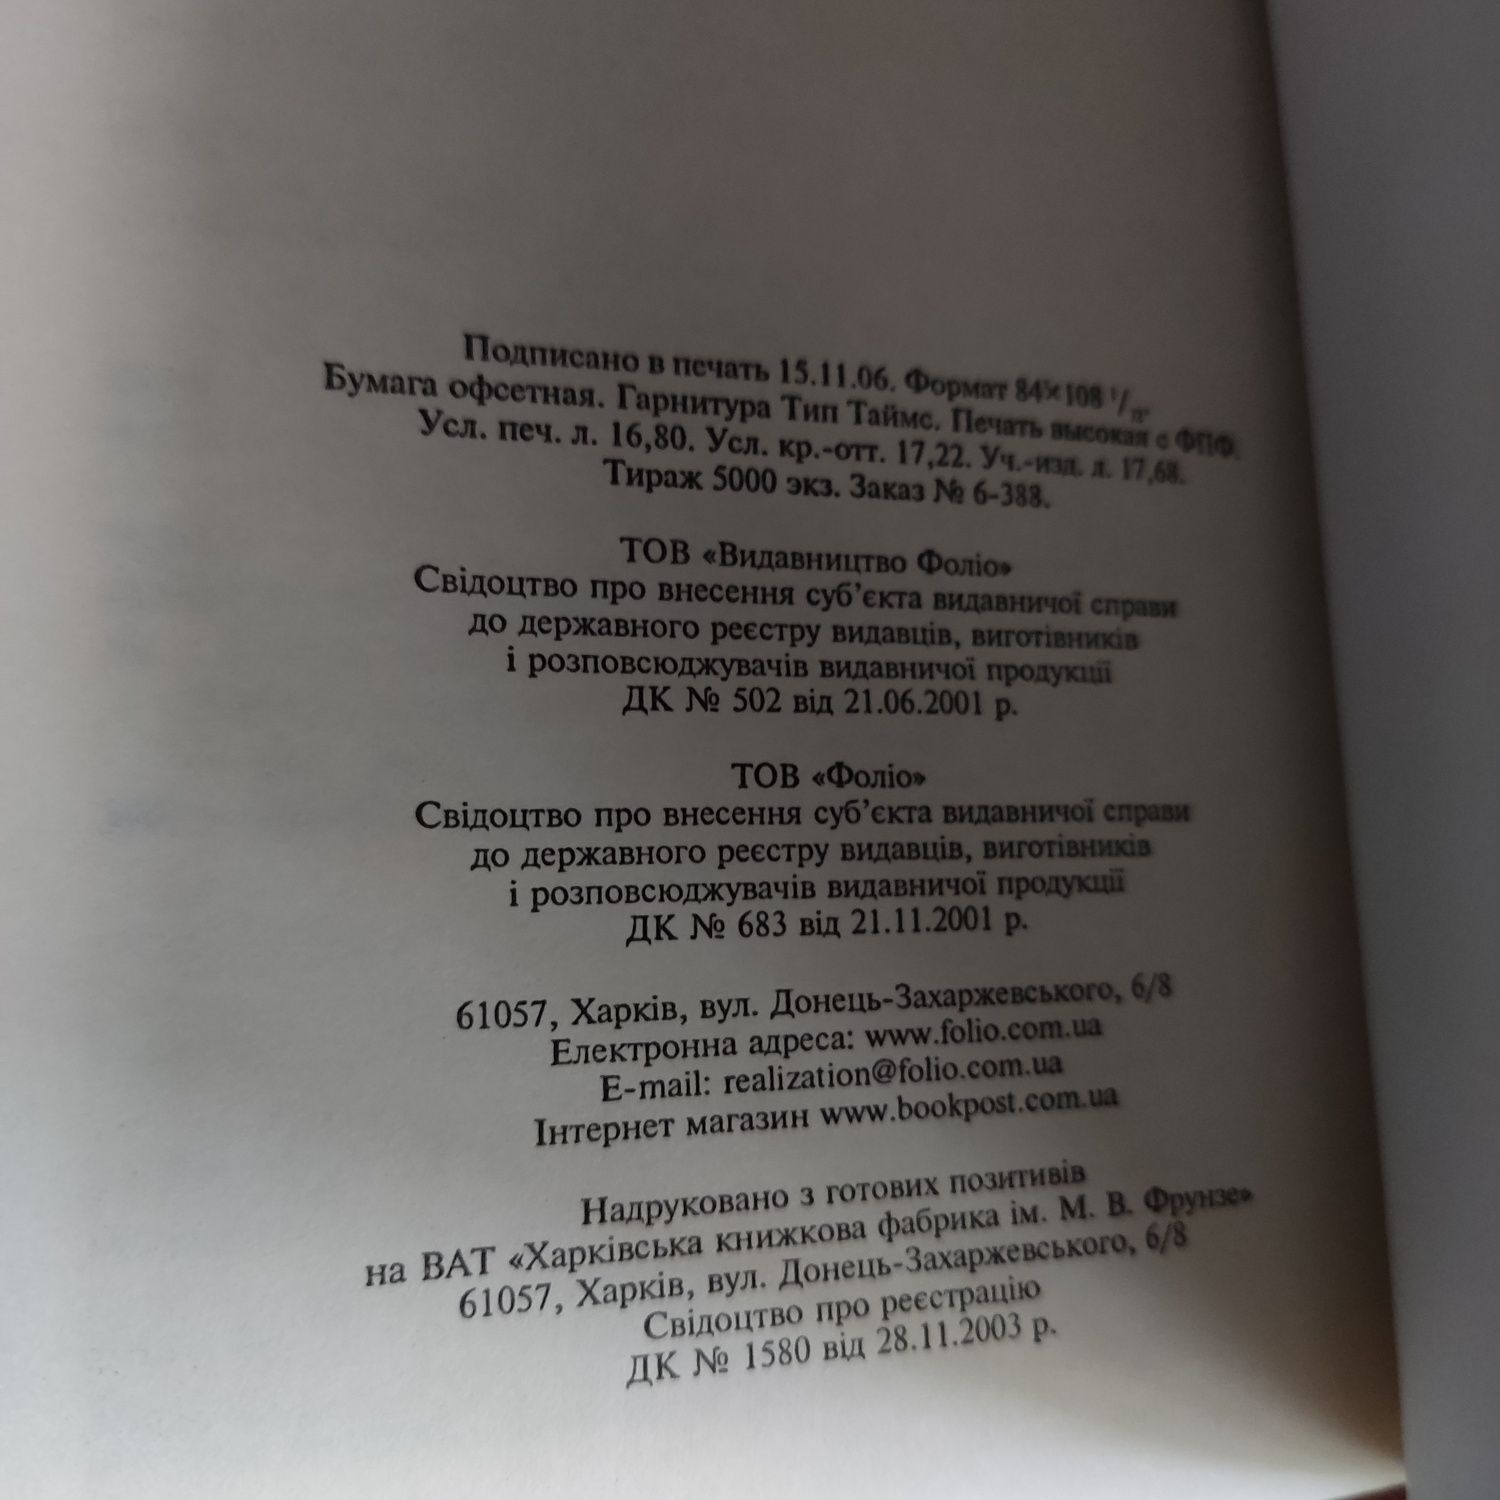 Подписано в печать 15.11.06. Формат 84×108 1/
Бумага офсетная. Гарнитура Тип Таймс. Печать высокая с ФПФ.
Усл. печ. л. 16,80. Усл. кр.-отт. 17,22. Уч.-изд. л. 17,68.
Тираж 5000 экз. Заказ № 6-388.
ТОВ «Видавництво Фоліо»
Свідоцтво про внесення суб’єкта видавничої справи
до державного реєстру видавців, виготівників
і розповсюджувачів видавничої продукції
ДК № 502 від 21.06.2001 р.
ТОВ «Фоліо»
Свідоцтво про внесення суб’єкта видавничої справи
до державного реєстру видавців, виготівників
і розповсюджувачів видавничої продукції
ДК № 683 від 21.11.2001 р.
61057, Харків, вул. Донець-Захаржевського, 6/8
Електронна адреса: www.folio.com.ua
E-mail: realization@folio.com.ua
Інтернет магазин www.bookpost.com.ua
Надруковано з готових позитивів
на ВАТ «Харківська книжкова фабрика ім. М. В. Фрунзе»
61057, Харків, вул. Донець-Захаржевського, 6/8
Свідоцтво про реєстрацію
ДК № 1580 від 28.11.2003 р.